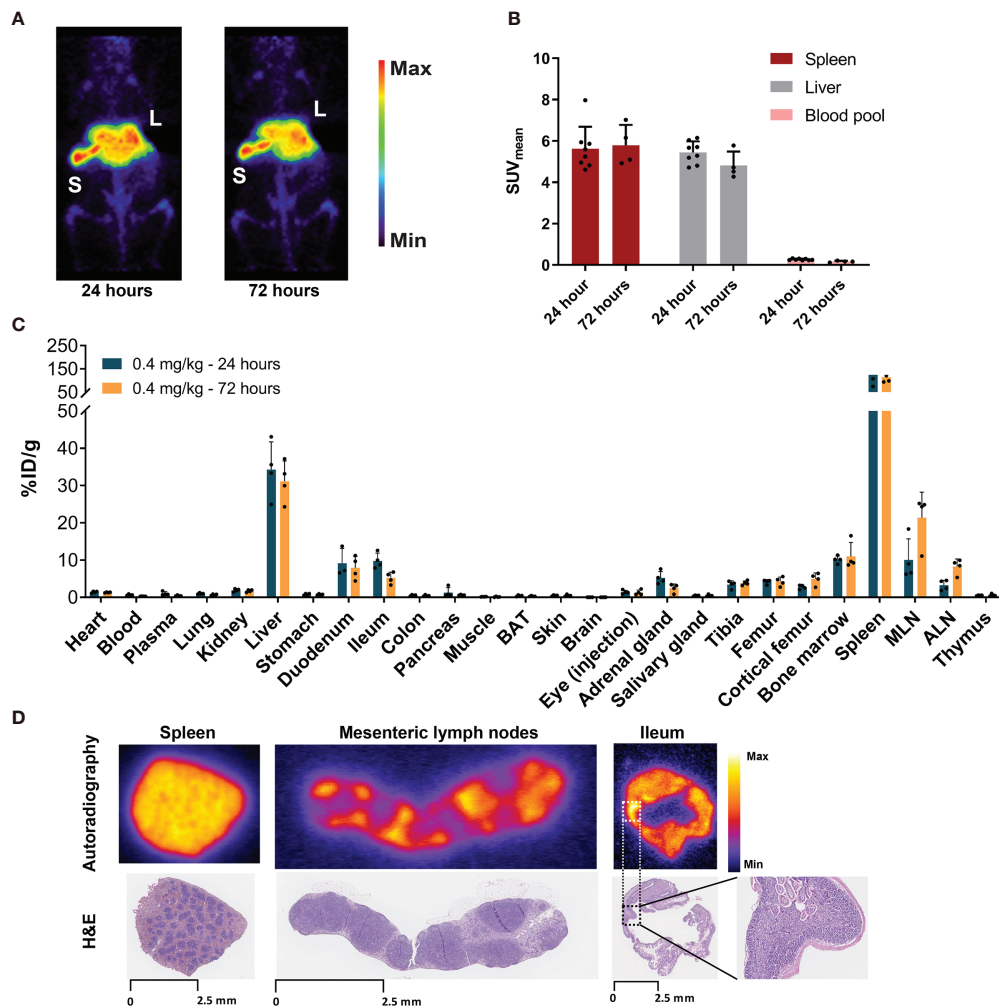 A
L
S
24 hours
L
S
72 hours
Max
Min
B
SUVmean
10
8
6
4
2
0
Spleen
Liver
Blood pool
24 hour
72 hours
24 hour
72 hours
24 hour
72 hours
C
%ID/g
250
150
50
50
40
30
20
10
0
0.4 mg/kg - 24 hours
0.4 mg/kg - 72 hours
Heart
Blood
Plasma
Lung
Kidney
Liver
Stomach
Duodenum
Ileum
Colon
Pancreas
Muscle
BAT
Skin
Brain
Eye (injection)
Adrenal gland
Salivary gland
Tibia
Femur
Cortical femur
Bone marrow
Spleen
MLN
ALN
Thymus
D
Spleen
Mesenteric lymph nodes
Ileum
Autoradiography
Max
Min
H&E
0 2.5 mm
0 2.5 mm
0 2.5 mm